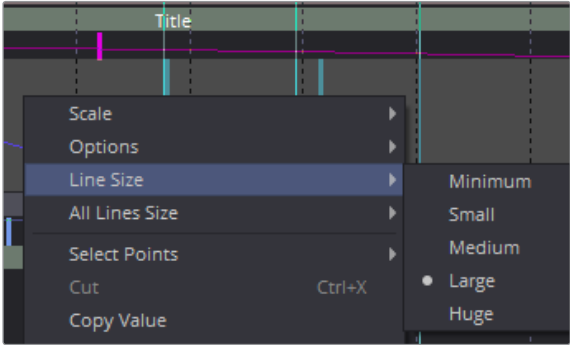 Title
Scale
Options
Line Size
All Lines Size
Select Points
Cut Ctrl+X
Copy Value
Minimum
Small
Medium
Large
Huge